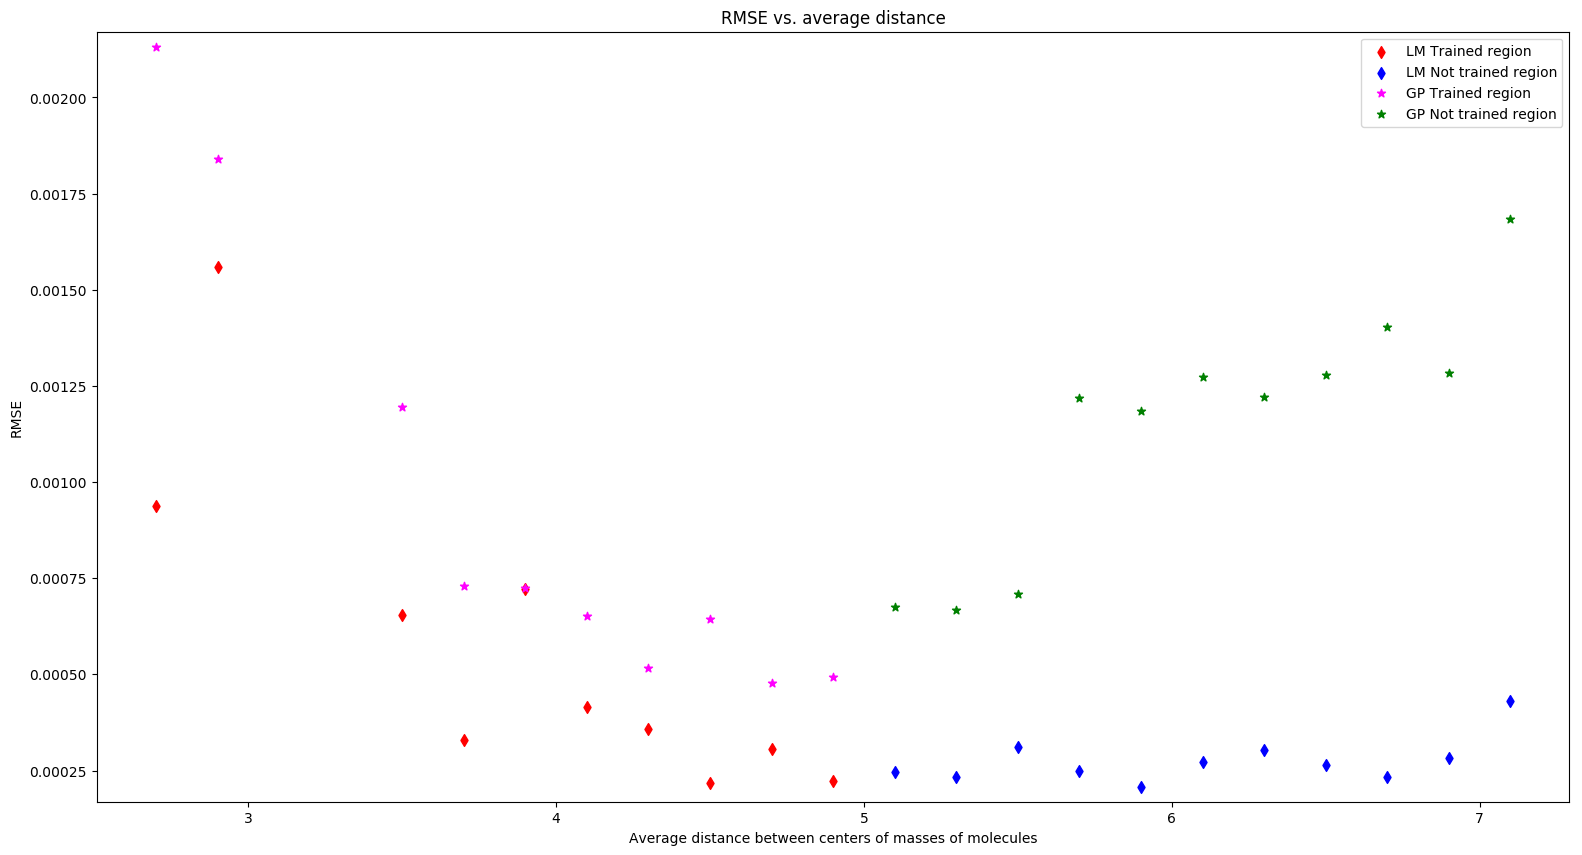 RMSE vs. average distance
LM Trained region
LM Not trained region
GP Trained region
GP Not trained region
0.00200
0.00175
0.00150
0.00125
0.00100
0.00075
0.00050
0.00025
RMSE
3 4 5 6 7
Average distance between centers of masses of molecules